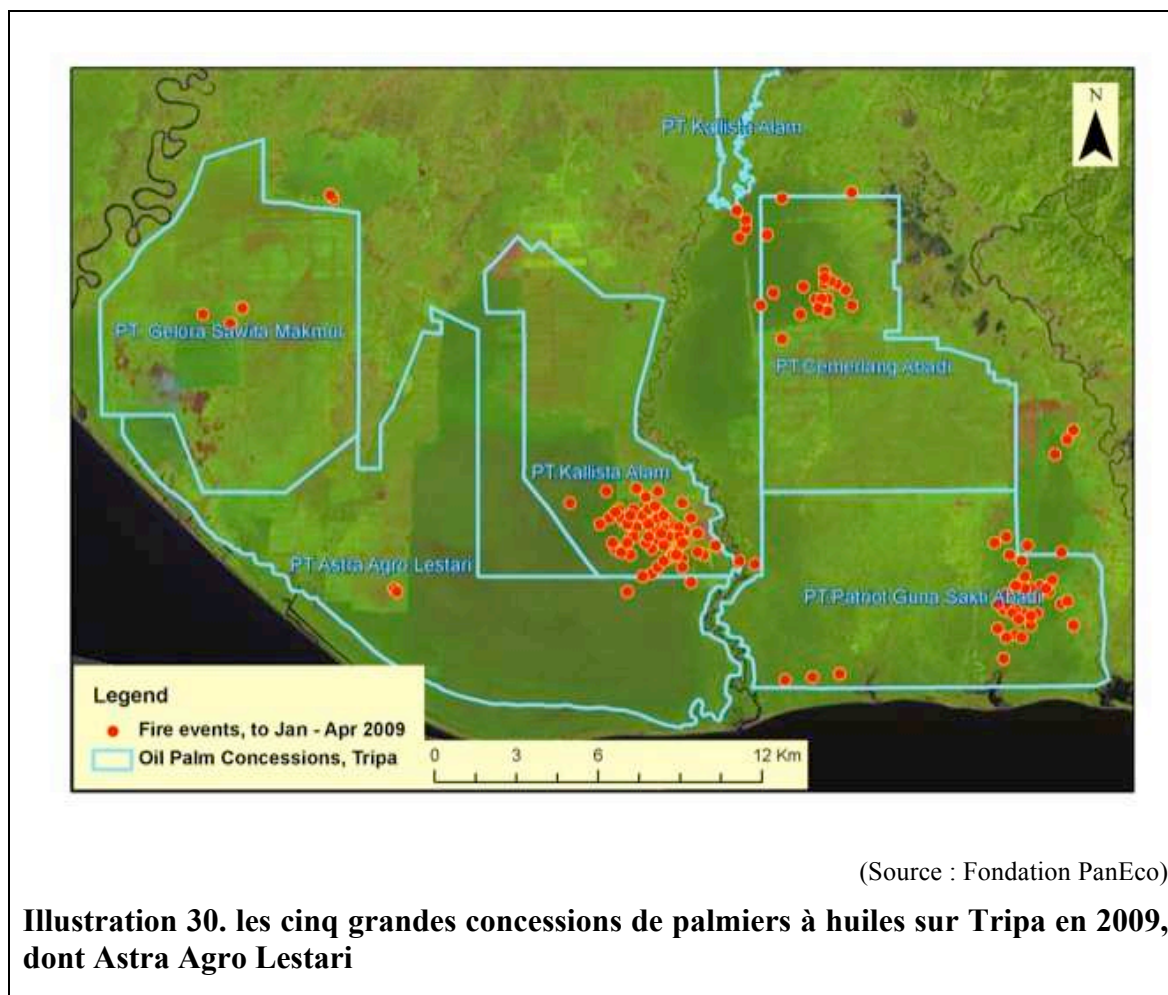 N
PT.Kallista Alam
PT. Gelora Sawita Makmur
PT.Cemerlang Abadi
PT.Kallista Alam
PT.Astra Agro Lestari
PT.Patriot Guna Sakti Abadi
Legend
Fire events, to Jan - Apr 2009
Oil Palm Concessions, Tripa
0 3 6 12 Km
(Source : Fondation PanEco)
Illustration 30. les cinq grandes concessions de palmiers à huiles sur Tripa en 2009,
dont Astra Agro Lestari